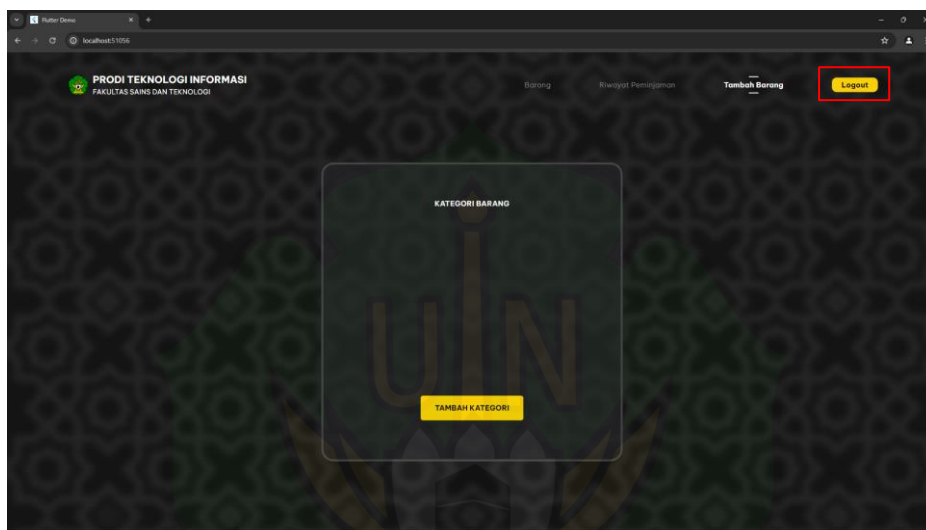 Flutter Demo
localhost:51056
PRODI TEKNOLOGI INFORMASI
FAKULTAS SAINS DAN TEKNOLOGI
Barang
Riwayat Peminjaman
Tambah Barang
Logout
KATEGORI BARANG
UIN
TAMBAH KATEGORI